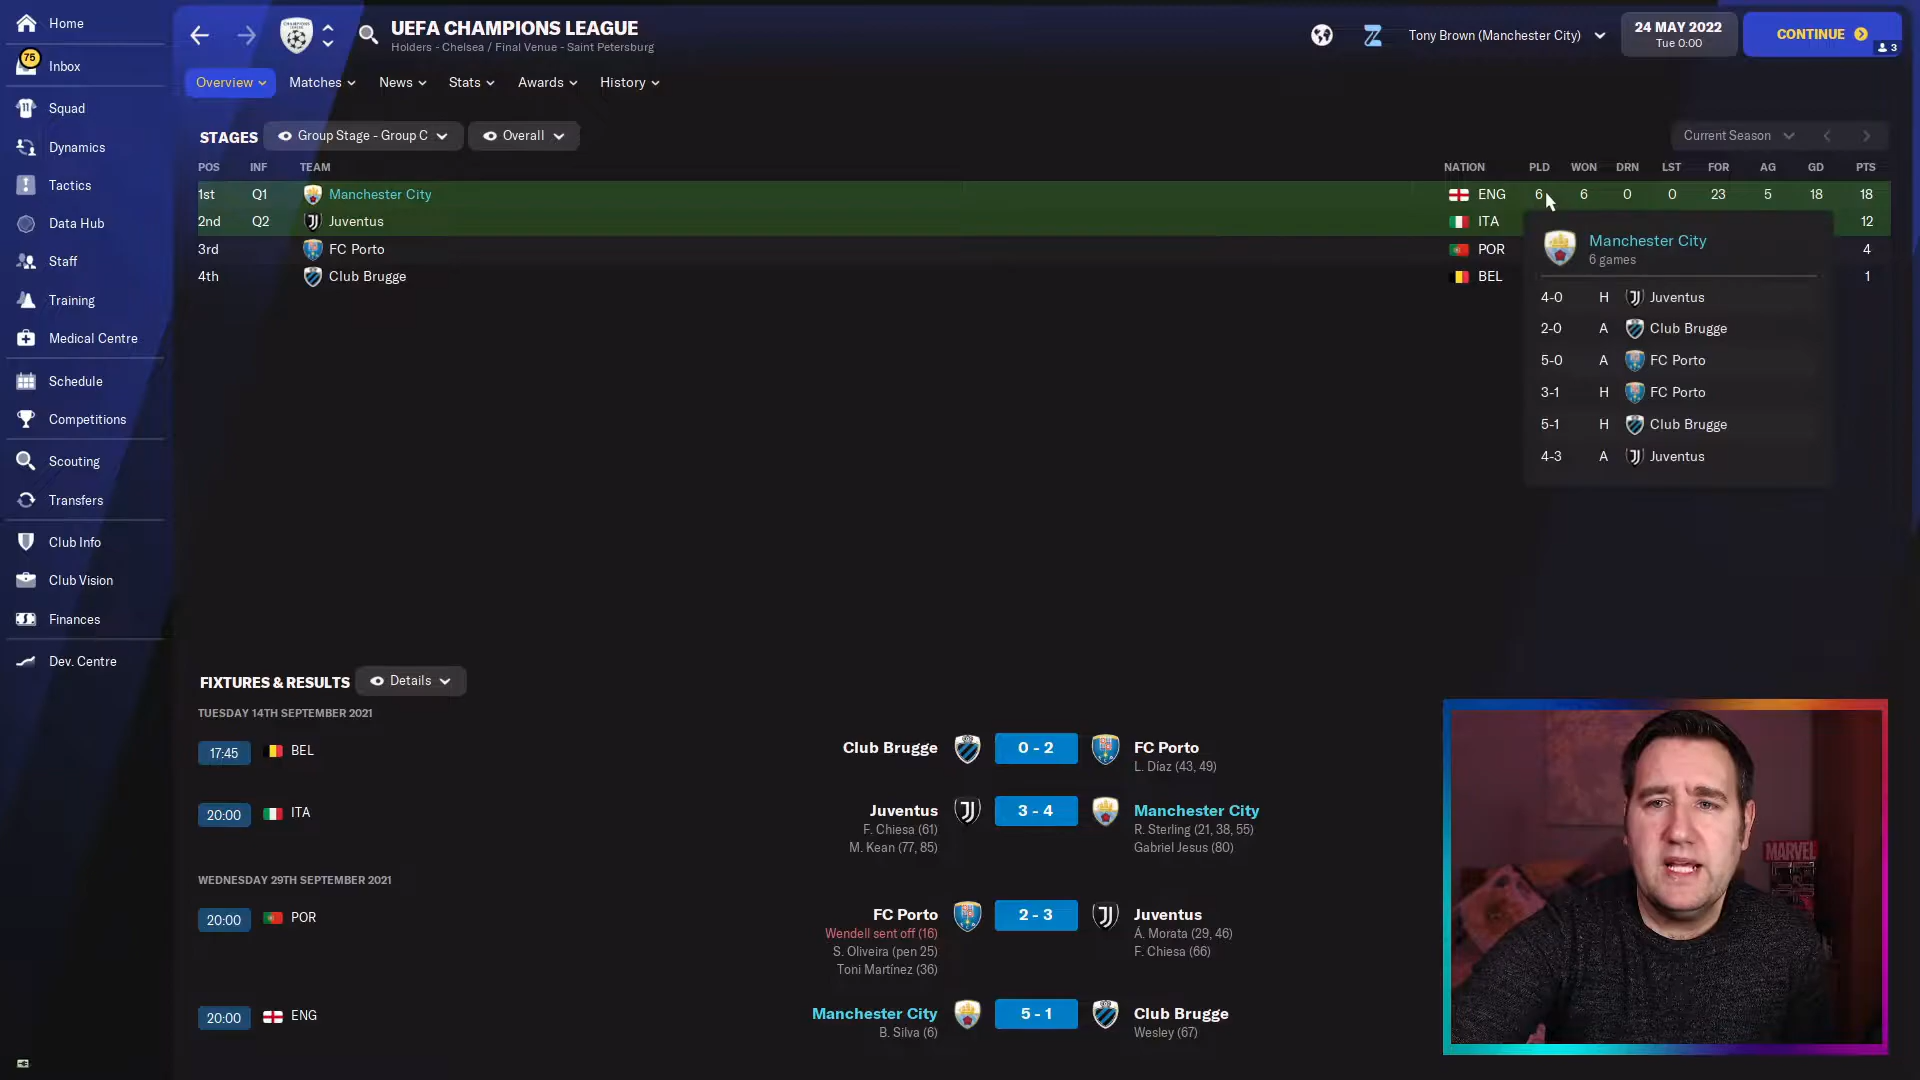 Home
UEFA CHAMPIONS LEAGUE
Holders - Chelsea / Final Venue - Saint Petersburg
Tony Brown (Manchester City)
24 MAY 2022
Tue 0:00
CONTINUE
3
75
Inbox
Overview Matches News Stats Awards History
Squad
Dynamics
Tactics
Data Hub
Staff
Training
Medical Centre
Schedule
Competitions
Scouting
Transfers
Club Info
Club Vision
Finances
Dev. Centre
STAGES Group Stage - Group C Overall Current Season
POS INF TEAM NATION PLD WON DRN LST FOR AG GD PTS
1st Q1 Manchester City ENG 6 6 0 0 23 5 18 18
2nd Q2 Juventus ITA 12
3rd FC Porto POR 4
4th Club Brugge BEL 1
Manchester City
6 games
4-0 H Juventus
2-0 A Club Brugge
5-0 A FC Porto
3-1 H FC Porto
5-1 H Club Brugge
4-3 A Juventus
FIXTURES & RESULTS Details
TUESDAY 14TH SEPTEMBER 2021
17:45 BEL Club Brugge 0 - 2 FC Porto
L. Díaz (43, 49)
20:00 ITA Juventus 3 - 4 Manchester City
F. Chiesa (61) R. Sterling (21, 38, 55)
M. Kean (77, 85) Gabriel Jesus (80)
WEDNESDAY 29TH SEPTEMBER 2021
20:00 POR FC Porto 2 - 3 Juventus
Wendell sent off (16) Á. Morata (29, 46)
S. Oliveira (pen 25) F. Chiesa (66)
Toni Martínez (36)
20:00 ENG Manchester City 5 - 1 Club Brugge
B. Silva (6) Wesley (67)
MARVEL